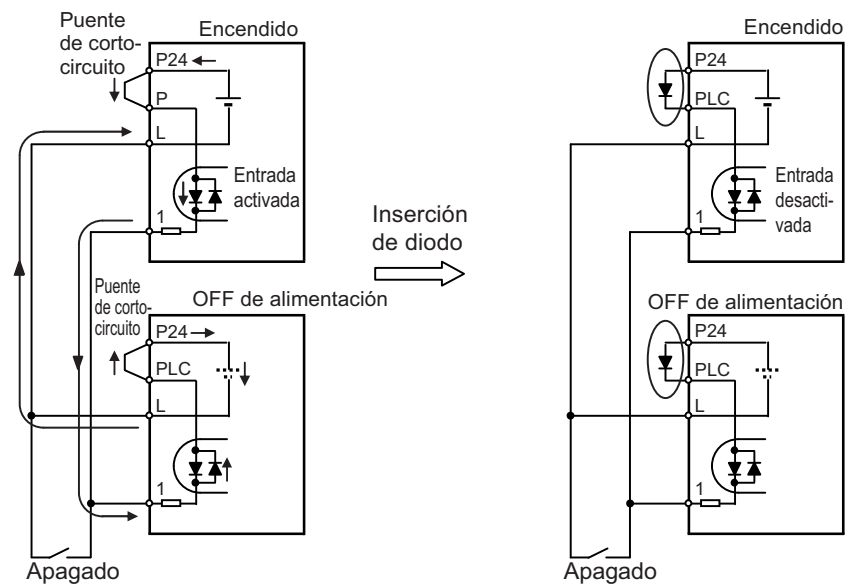 Puente
de corto-
circuito
Encendido
P24
P
L
Entrada
activada
1
Puente
de corto-
circuito
OFF de alimentación
P24
PLC
L
1
Apagado
Inserción
de diodo
Encendido
P24
PLC
L
Entrada
desacti-
vada
1
OFF de alimentación
P24
PLC
L
1
Apagado